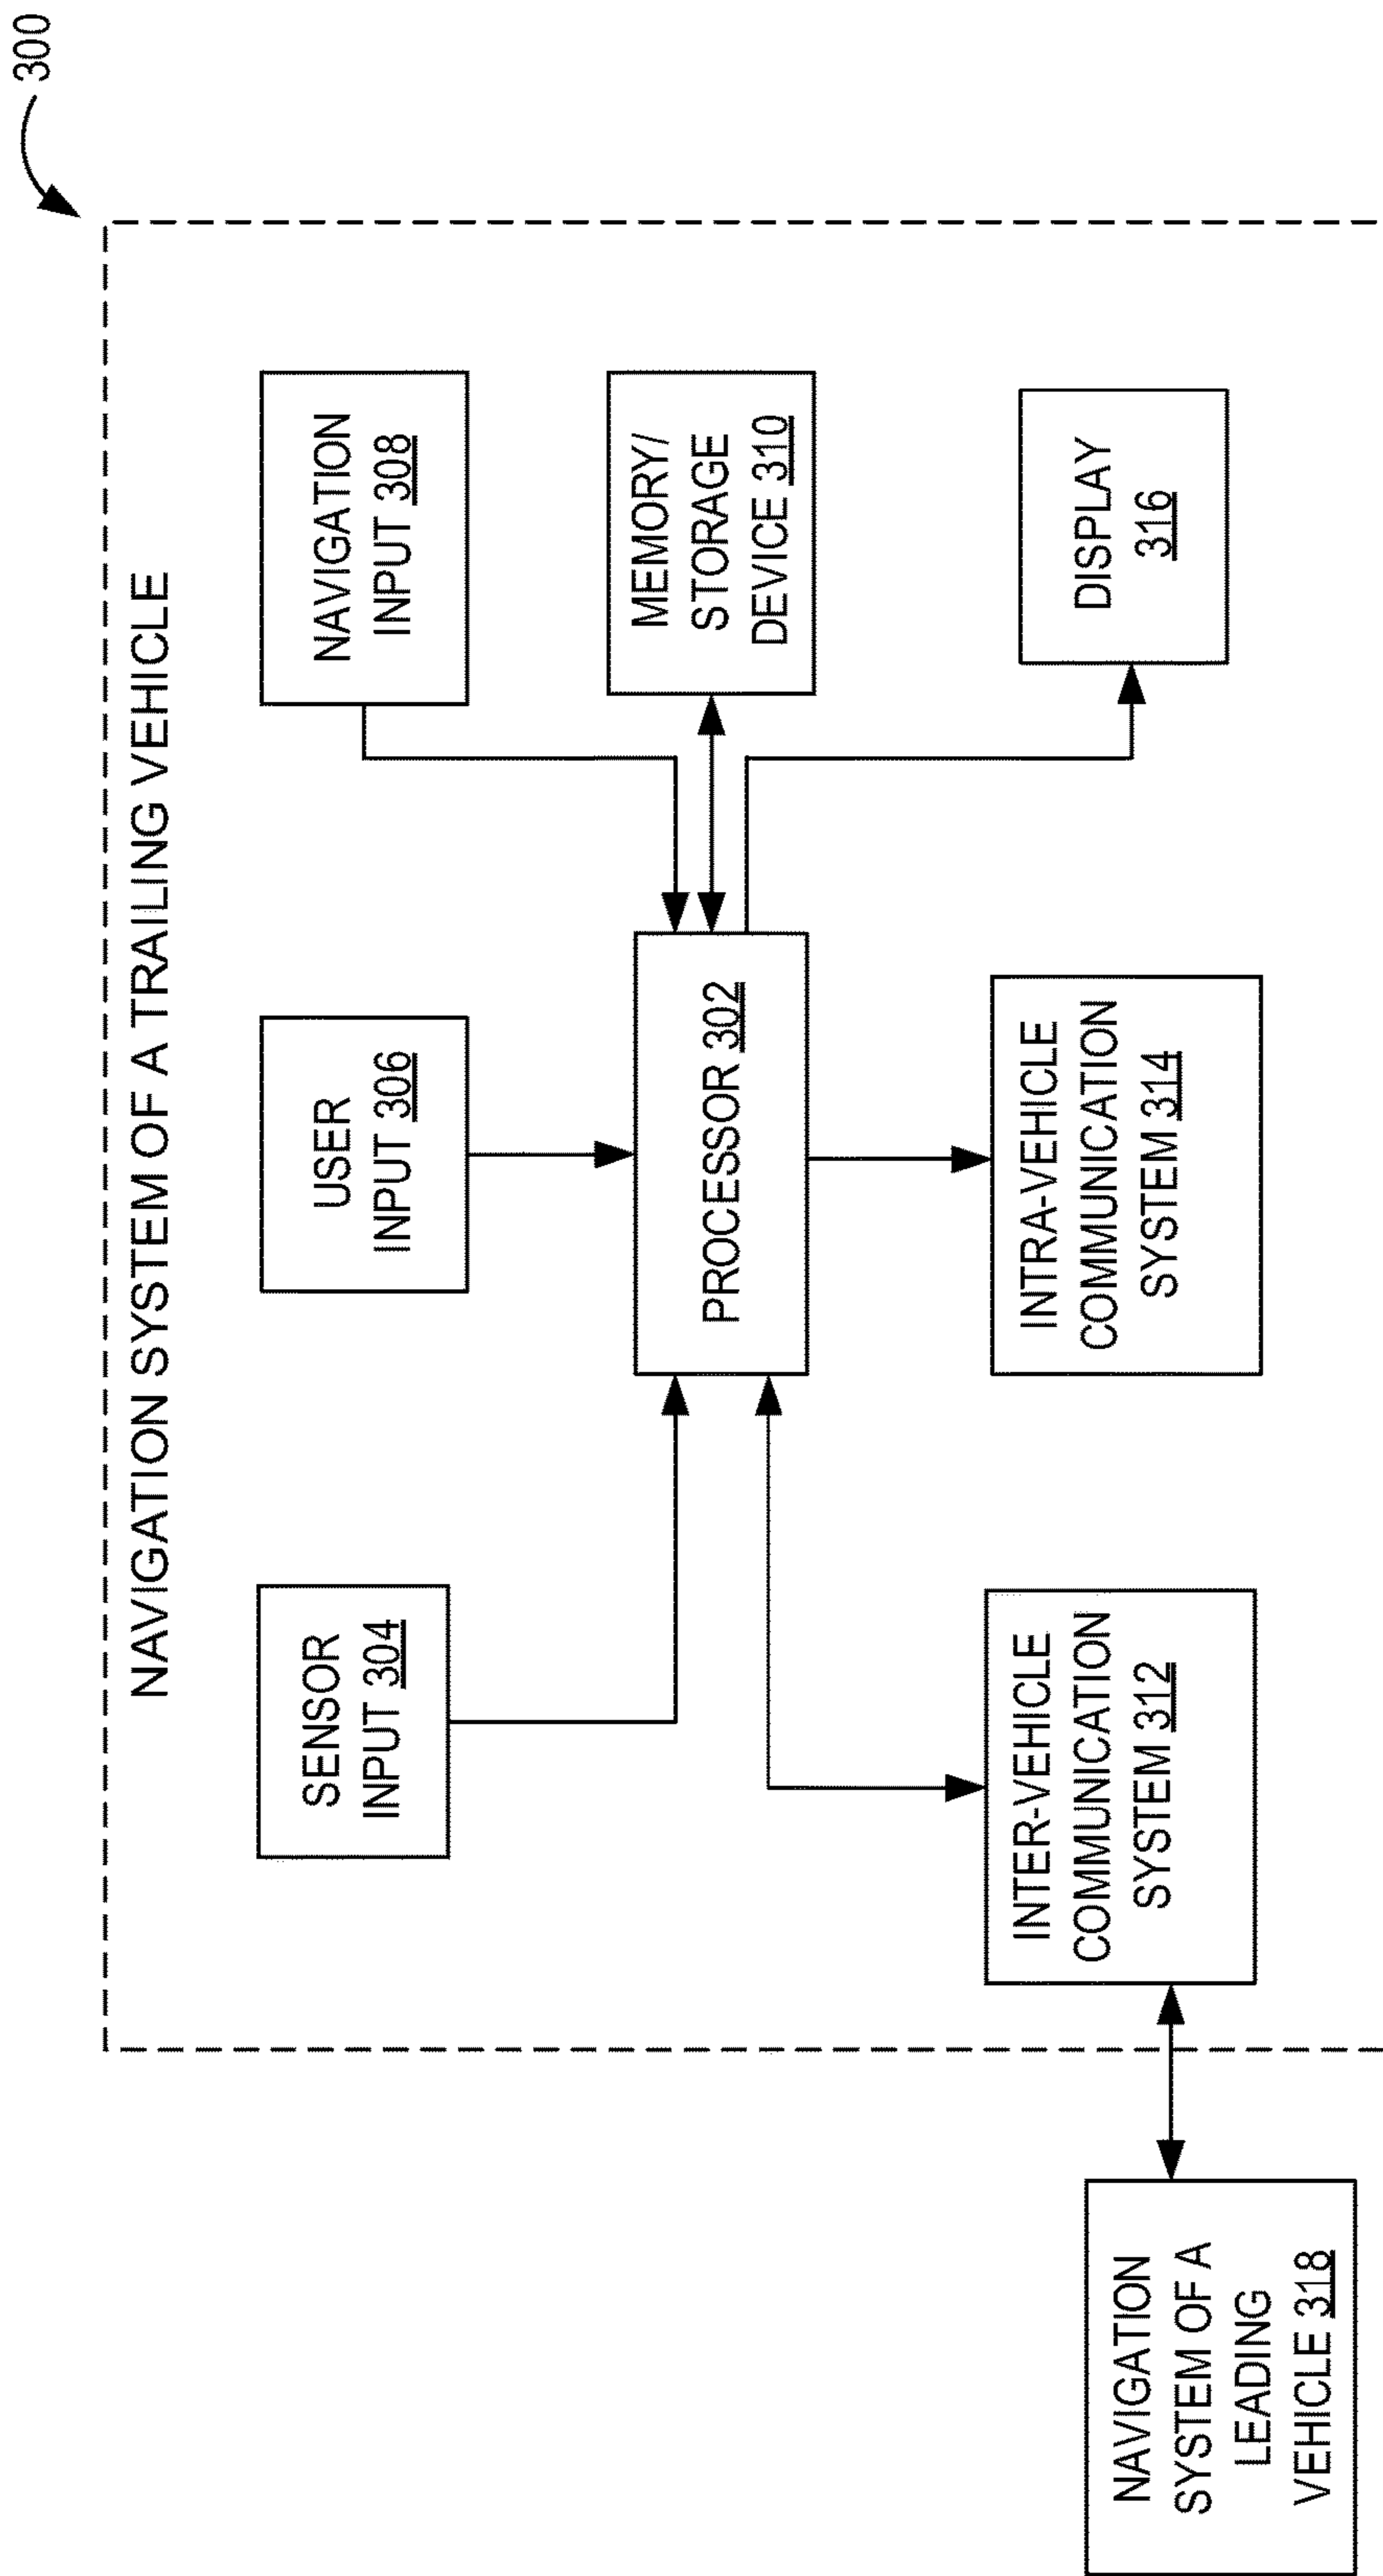 300
NAVIGATION SYSTEM OF A TRAILING VEHICLE
SENSOR
INPUT 304
USER
INPUT 306
NAVIGATION
INPUT 308
PROCESSOR 302
MEMORY/
STORAGE
DEVICE 310
INTER-VEHICLE
COMMUNICATION
SYSTEM 312
INTRA-VEHICLE
COMMUNICATION
SYSTEM 314
DISPLAY
316
NAVIGATION
SYSTEM OF A
LEADING
VEHICLE 318